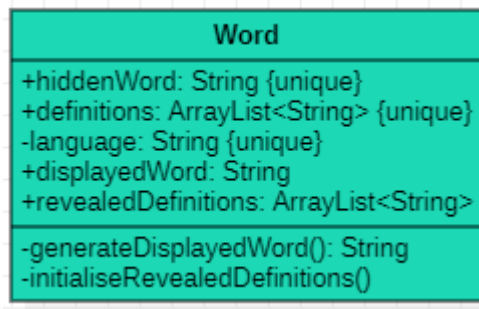 Word
+hiddenWord: String {unique}
+definitions: ArrayList<String> {unique}
-language: String {unique}
+displayedWord: String
+revealedDefinitions: ArrayList<String>
-generateDisplayedWord(): String
-initialiseRevealedDefinitions()